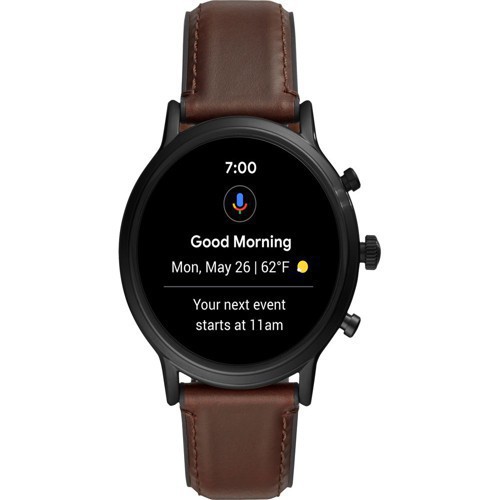 7:00
Good Morning
Mon, May 26 | 62°F
Your next event
starts at 11am